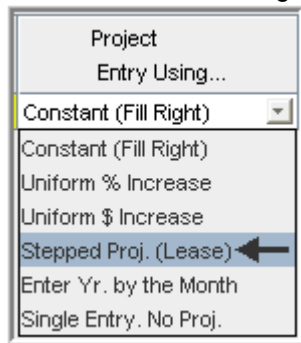 Project
Entry Using...
Constant (Fill Right)
Constant (Fill Right)
Uniform % Increase
Uniform $ Increase
Stepped Proj. (Lease)
Enter Yr. by the Month
Single Entry. No Proj.